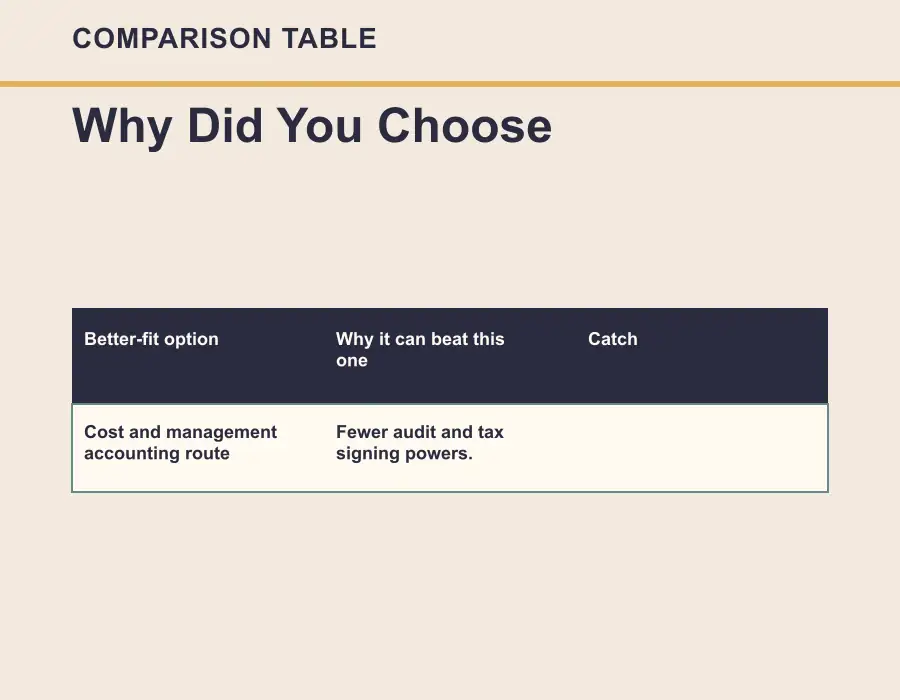 COMPARISON TABLE
Why Did You Choose
Better-fit option
Why it can beat this
one
Catch
Cost and management
accounting route
Fewer audit and tax
signing powers.